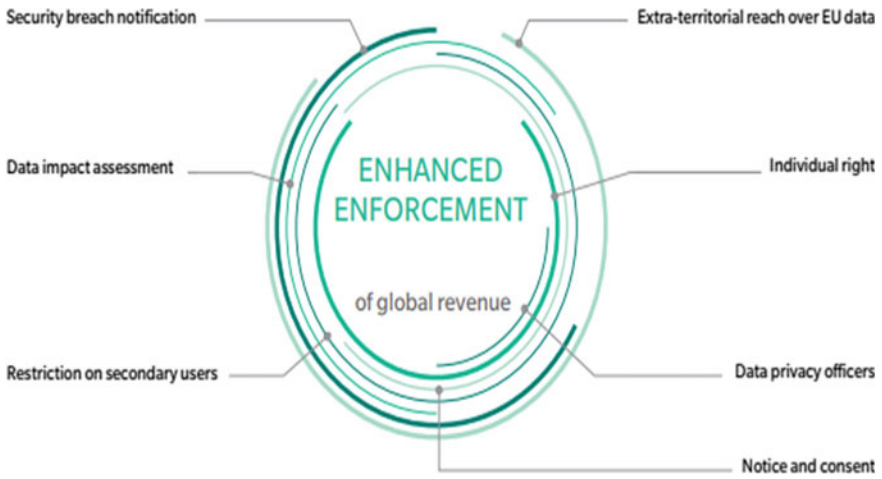 Security breach notification
Extra-territorial reach over EU data
Data impact assessment
Individual right
ENHANCED
ENFORCEMENT
of global revenue
Restriction on secondary users
Data privacy officers
Notice and consent